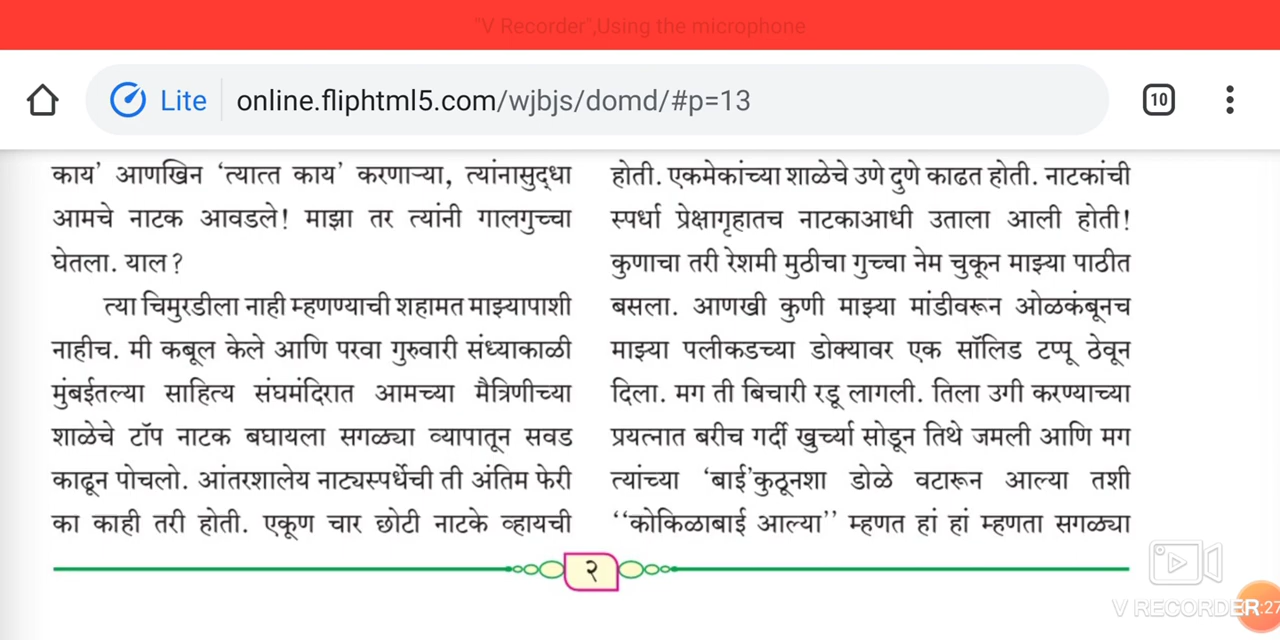 "V Recorder",Using the microphone
Lite
online.fliphtml5.com/wjbjs/domd/#p=13
10
काय’ आणखिन ‘त्यात्त काय’ करणाऱ्या, त्यांनासुद्धा
आमचे नाटक आवडले! माझा तर त्यांनी गालगुच्चा
घेतला. याल?
त्या चिमुरडीला नाही म्हणण्याची शहामत माझ्यापाशी
नाहीच. मी कबूल केले आणि परवा गुरुवारी संध्याकाळी
मुंबईतल्या साहित्य संघमंदिरात आमच्या मैत्रिणीच्या
शाळेचे टॉप नाटक बघायला सगळ्या व्यापातून सवड
काढून पोचलो. आंतरशालेय नाट्यस्पर्धेची ती अंतिम फेरी
का काही तरी होती. एकूण चार छोटी नाटके व्हायची
होती. एकमेकांच्या शाळेचे उणे दुणे काढत होती. नाटकांची
स्पर्धा प्रेक्षागृहातच नाटकाआधी उताला आली होती!
कुणाचा तरी रेशमी मुठीचा गुच्चा नेम चुकून माझ्या पाठीत
बसला. आणखी कुणी माझ्या मांडीवरून ओळकंबूनच
माझ्या पलीकडच्या डोक्यावर एक सॉलिड टप्पू ठेवून
दिला. मग ती बिचारी रडू लागली. तिला उगी करण्याच्या
प्रयत्नात बरीच गर्दी खुर्च्या सोडून तिथे जमली आणि मग
त्यांच्या ‘बाई’कुठूनशा डोळे वटारून आल्या तशी
‘‘कोकिळाबाई आल्या’’ म्हणत हां हां म्हणता सगळ्या
२
V RECORDER
:27